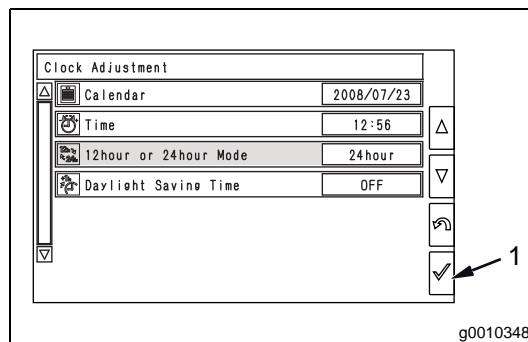 Clock Adjustment
Calendar 2008/07/23
Time 12:56
12hour or 24hour Mode 24hour
Daylight Saving Time OFF
1
g0010348